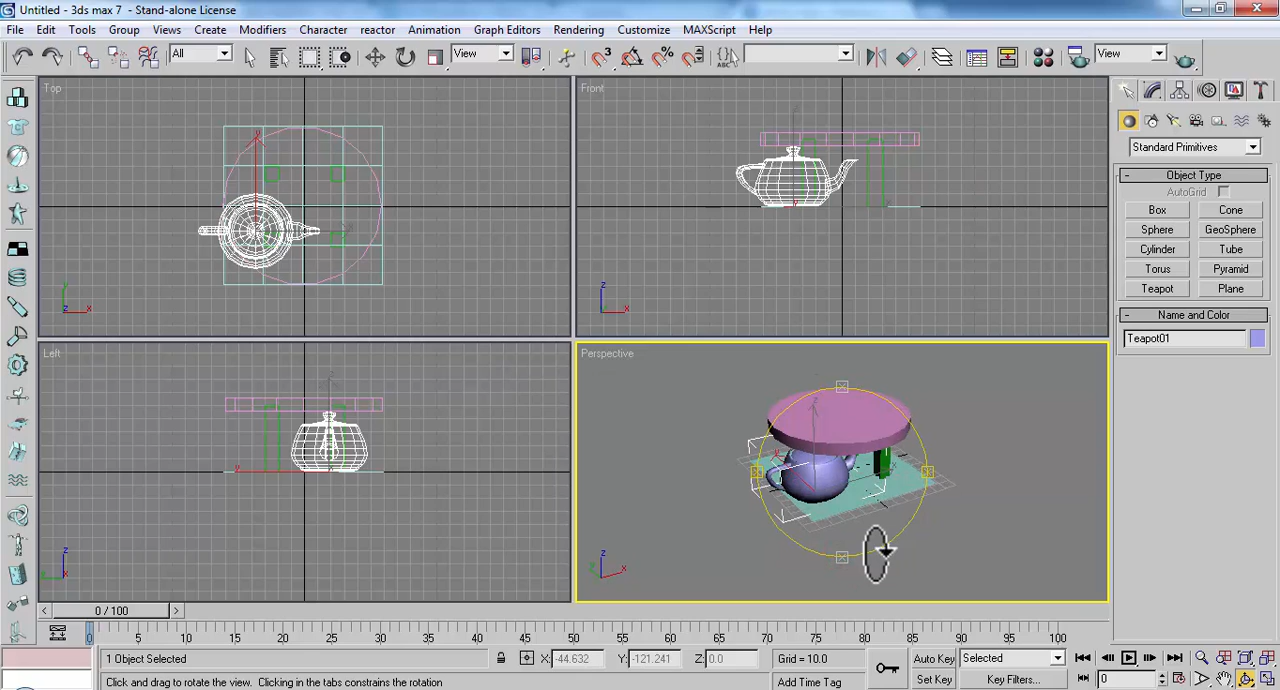 Untitled - 3ds max 7 - Stand-alone License
File Edit Tools Group Views Create Modifiers Character reactor Animation Graph Editors Rendering Customize MAXScript Help
All View View
Top Front
Left Perspective
Standard Primitives
- Object Type
AutoGrid
Box Cone
Sphere GeoSphere
Cylinder Tube
Torus Pyramid
Teapot Plane
- Name and Color
Teapot01
< 0 / 100 >
0 5 10 15 20 25 30 35 40 45 50 55 60 65 70 75 80 85 90 95 100
1 Object Selected X: -44.632 Y: -121.241 Z: 0.0 Grid = 10.0 Auto Key Selected
Click and drag to rotate the view. Clicking in the tabs constrains the rotation Add Time Tag Set Key Key Filters... 0